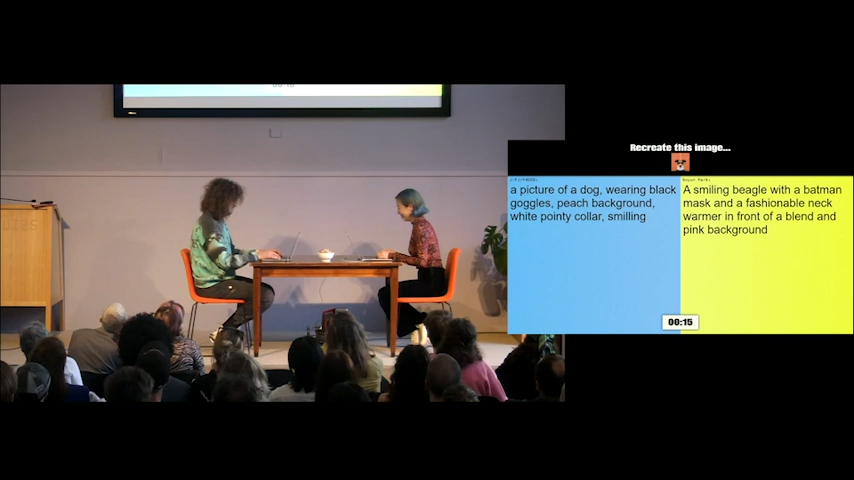 Recreate this image...
a picture of a dog, wearing black
goggles, peach background,
white pointy collar, smilling
A smiling beagle with a batman
mask and a fashionable neck
warmer in front of a blend and
pink background
00:15